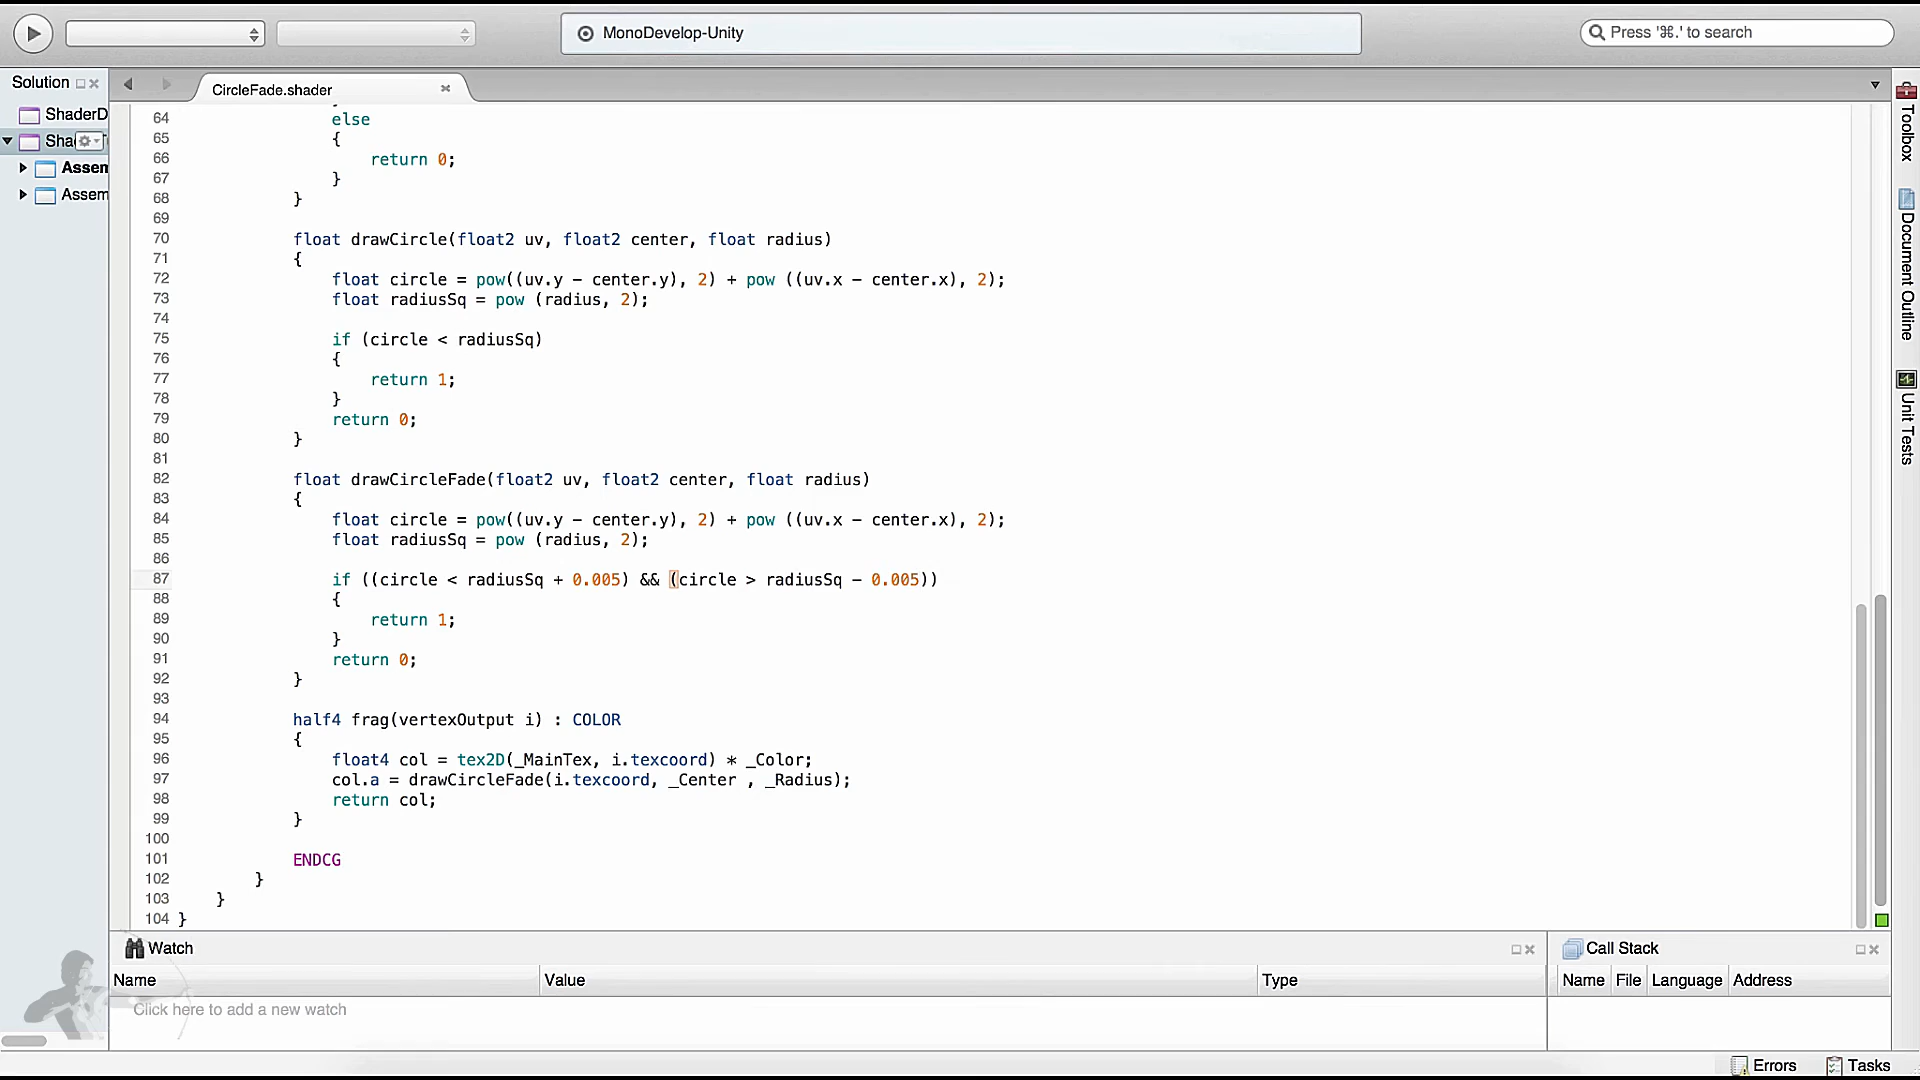 MonoDevelop-Unity
Press '⌘.' to search
Solution
CircleFade.shader
ShaderD
Sha
Assem
Assem
64 else
65 {
66 return 0;
67 }
68 }
69
70 float drawCircle(float2 uv, float2 center, float radius)
71 {
72 float circle = pow((uv.y - center.y), 2) + pow ((uv.x - center.x), 2);
73 float radiusSq = pow (radius, 2);
74
75 if (circle < radiusSq)
76 {
77 return 1;
78 }
79 return 0;
80 }
81
82 float drawCircleFade(float2 uv, float2 center, float radius)
83 {
84 float circle = pow((uv.y - center.y), 2) + pow ((uv.x - center.x), 2);
85 float radiusSq = pow (radius, 2);
86
87 if ((circle < radiusSq + 0.005) && (circle > radiusSq - 0.005))
88 {
89 return 1;
90 }
91 return 0;
92 }
93
94 half4 frag(vertexOutput i) : COLOR
95 {
96 float4 col = tex2D(_MainTex, i.texcoord) * _Color;
97 col.a = drawCircleFade(i.texcoord, _Center , _Radius);
98 return col;
99 }
100
101 ENDCG
102 }
103 }
104 }
Toolbox
Document Outline
Unit Tests
Watch
Name Value Type
Click here to add a new watch
Call Stack
Name File Language Address
Errors Tasks